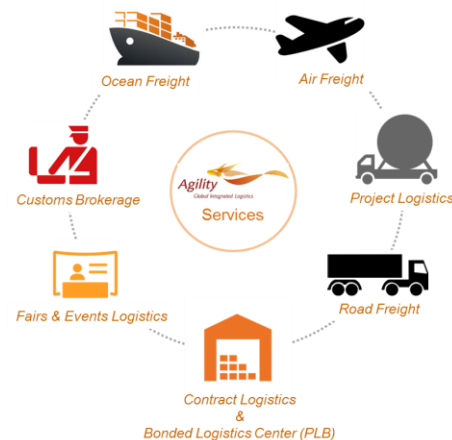 Ocean Freight
Air Freight
Customs Brokerage
Agility
Global Integrated Logistics
Services
Project Logistics
Fairs & Events Logistics
Road Freight
Contract Logistics
&
Bonded Logistics Center (PLB)